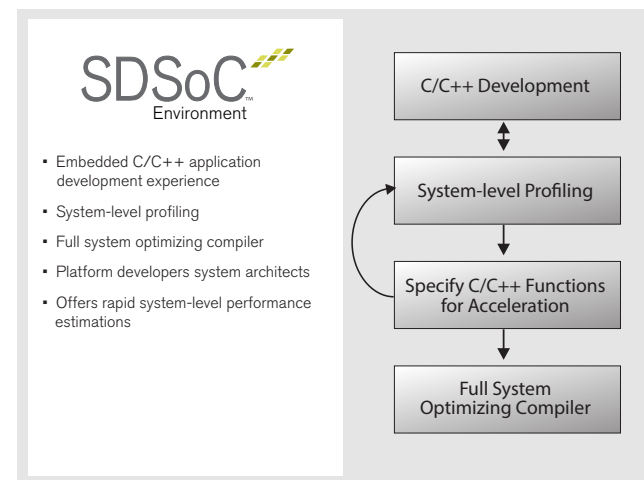 SDSoC™
Environment
▪ Embedded C/C++ application
development experience
▪ System-level profiling
▪ Full system optimizing compiler
▪ Platform developers system architects
▪ Offers rapid system-level performance
estimations
C/C++ Development
System-level Profiling
Specify C/C++ Functions
for Acceleration
Full System
Optimizing Compiler